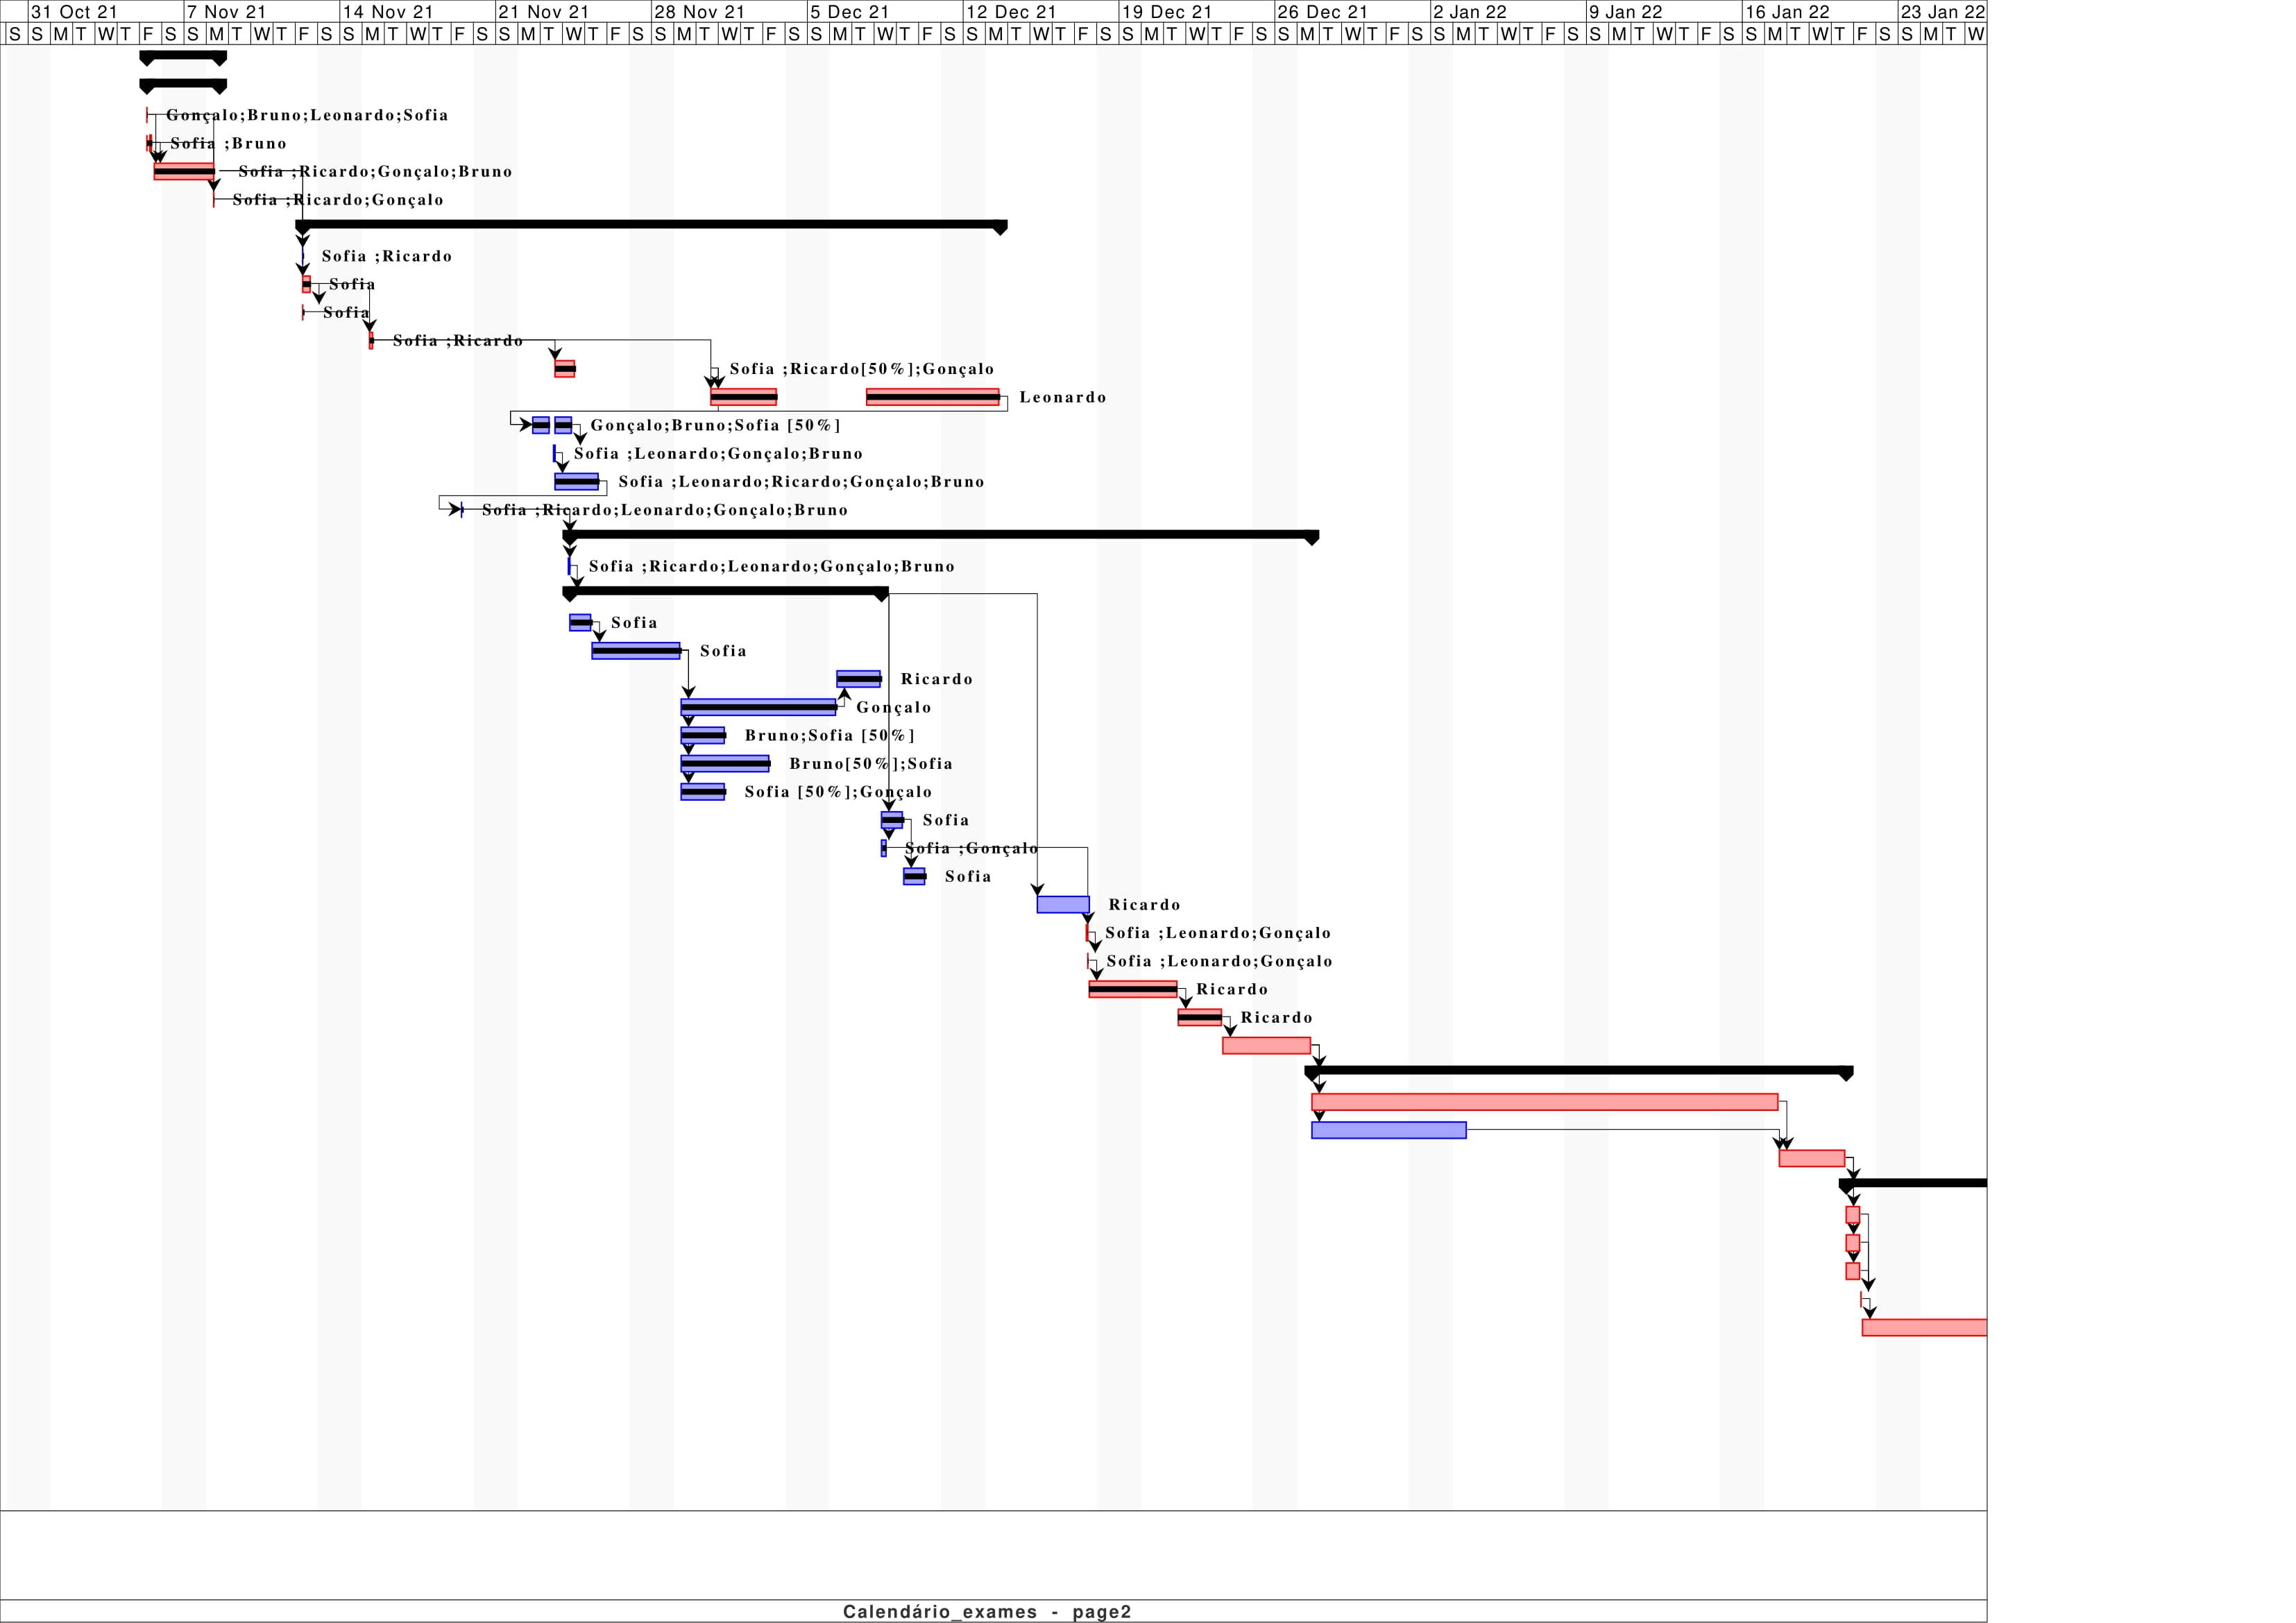 31 Oct 21 7 Nov 21 14 Nov 21 21 Nov 21 28 Nov 21 5 Dec 21 12 Dec 21 19 Dec 21 26 Dec 21 2 Jan 22 9 Jan 22 16 Jan 22 23 Jan 22
S S M T W T F S S M T W T F S S M T W T F S S M T W T F S S M T W T F S S M T W T F S S M T W T F S S M T W T F S S M T W T F S S M T W T F S S M T W T F S S M T W T F S S M T W
Gonçalo;Bruno;Leonardo;Sofia
Sofia ;Bruno
Sofia ;Ricardo;Gonçalo;Bruno
Sofia ;Ricardo;Gonçalo
Sofia ;Ricardo
Sofia
Sofia
Sofia ;Ricardo
Sofia ;Ricardo[50%];Gonçalo
Leonardo
Gonçalo;Bruno;Sofia [50%]
Sofia ;Leonardo;Gonçalo;Bruno
Sofia ;Leonardo;Ricardo;Gonçalo;Bruno
Sofia ;Ricardo;Leonardo;Gonçalo;Bruno
Sofia ;Ricardo;Leonardo;Gonçalo;Bruno
Sofia
Sofia
Ricardo
Gonçalo
Bruno;Sofia [50%]
Bruno[50%];Sofia
Sofia [50%];Gonçalo
Sofia
Sofia ;Gonçalo
Sofia
Ricardo
Sofia ;Leonardo;Gonçalo
Sofia ;Leonardo;Gonçalo
Ricardo
Ricardo
Calendário_exames - page2